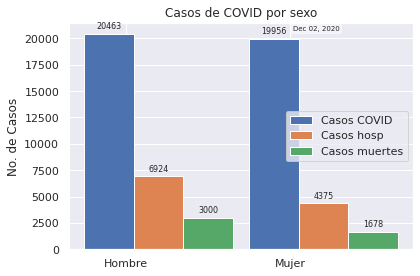 Casos de COVID por sexo
Dec 02, 2020
No. de Casos
20000
17500
15000
12500
10000
7500
5000
2500
0
20463
6924
3000
19956
4375
1678
Casos COVID
Casos hosp
Casos muertes
Hombre
Mujer